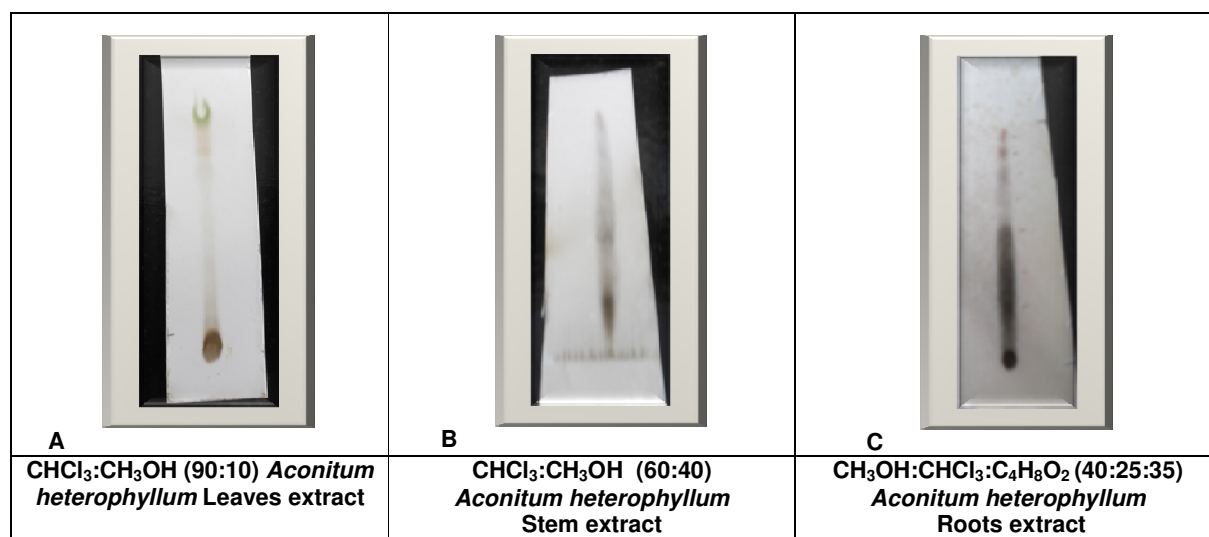 A
B
C
CHCl₃:CH₃OH (90:10) Aconitum
heterophyllum Leaves extract
CHCl₃:CH₃OH (60:40)
Aconitum heterophyllum
Stem extract
CH₃OH:CHCl₃:C₄H₈O₂ (40:25:35)
Aconitum heterophyllum
Roots extract